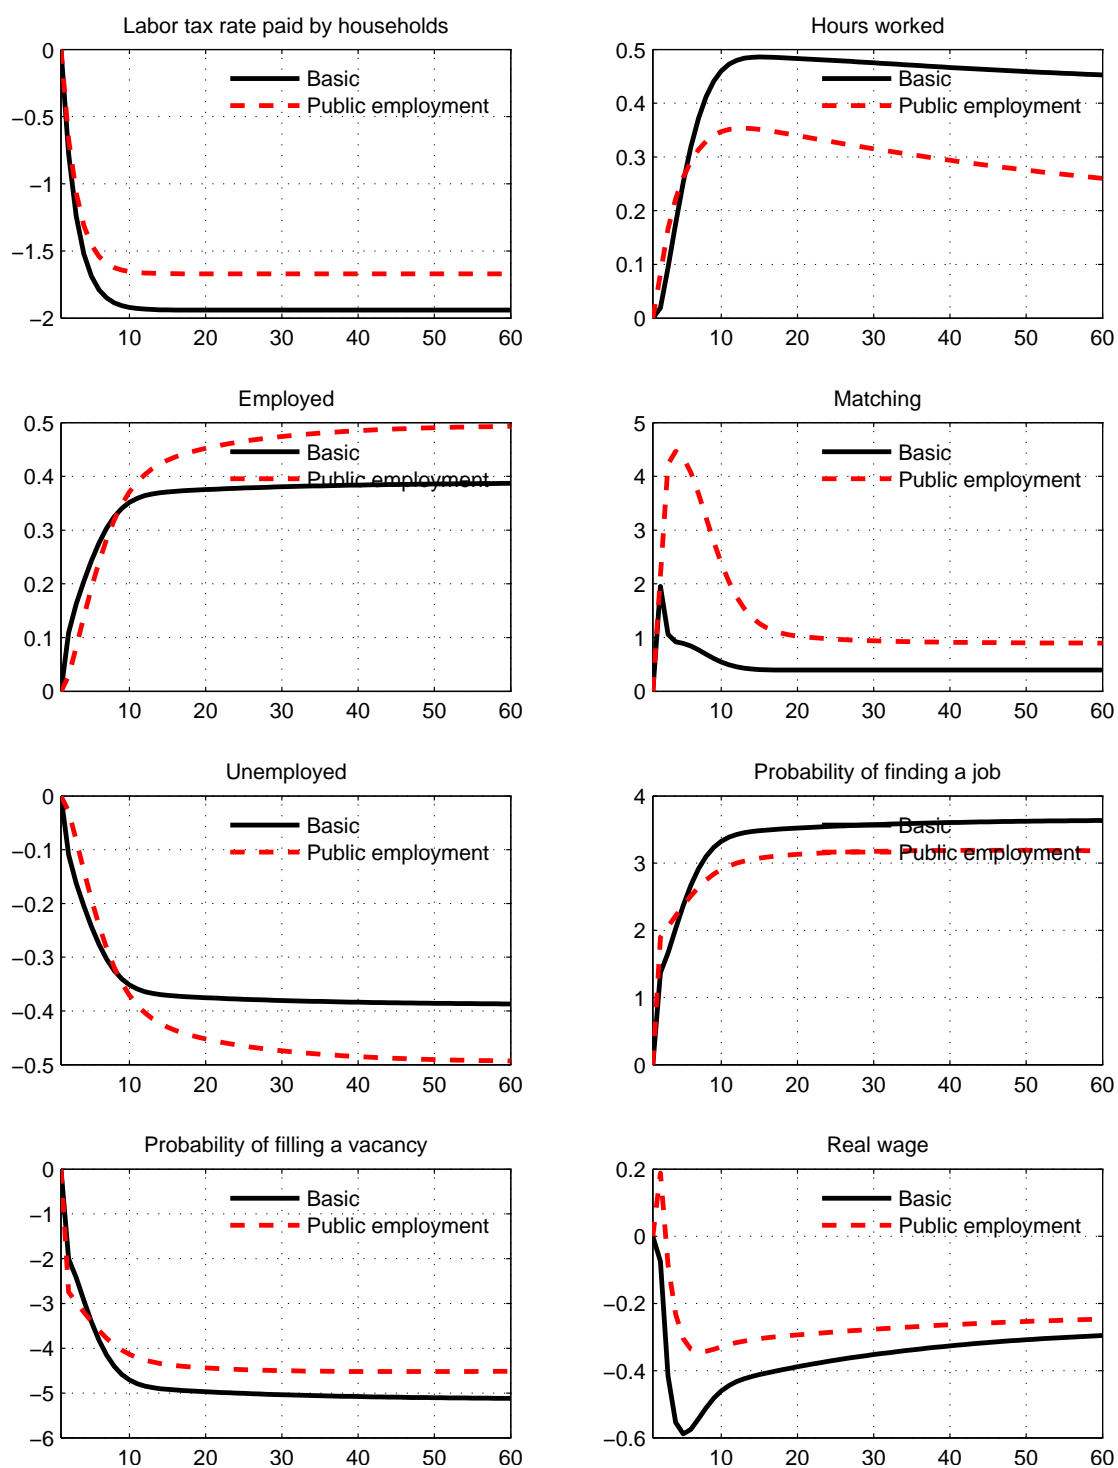 Labor tax rate paid by households
0
−0.5
−1
−1.5
−2
10 20 30 40 50 60
Basic
Public employment
Hours worked
0.5
0.4
0.3
0.2
0.1
0
10 20 30 40 50 60
Basic
Public employment
Employed
0.5
0.4
0.3
0.2
0.1
0
10 20 30 40 50 60
Basic
Public employment
Matching
5
4
3
2
1
0
10 20 30 40 50 60
Basic
Public employment
Unemployed
0
−0.1
−0.2
−0.3
−0.4
−0.5
10 20 30 40 50 60
Basic
Public employment
Probability of finding a job
4
3
2
1
0
10 20 30 40 50 60
Basic
Public employment
Probability of filling a vacancy
0
−1
−2
−3
−4
−5
−6
10 20 30 40 50 60
Basic
Public employment
Real wage
0.2
0
−0.2
−0.4
−0.6
10 20 30 40 50 60
Basic
Public employment